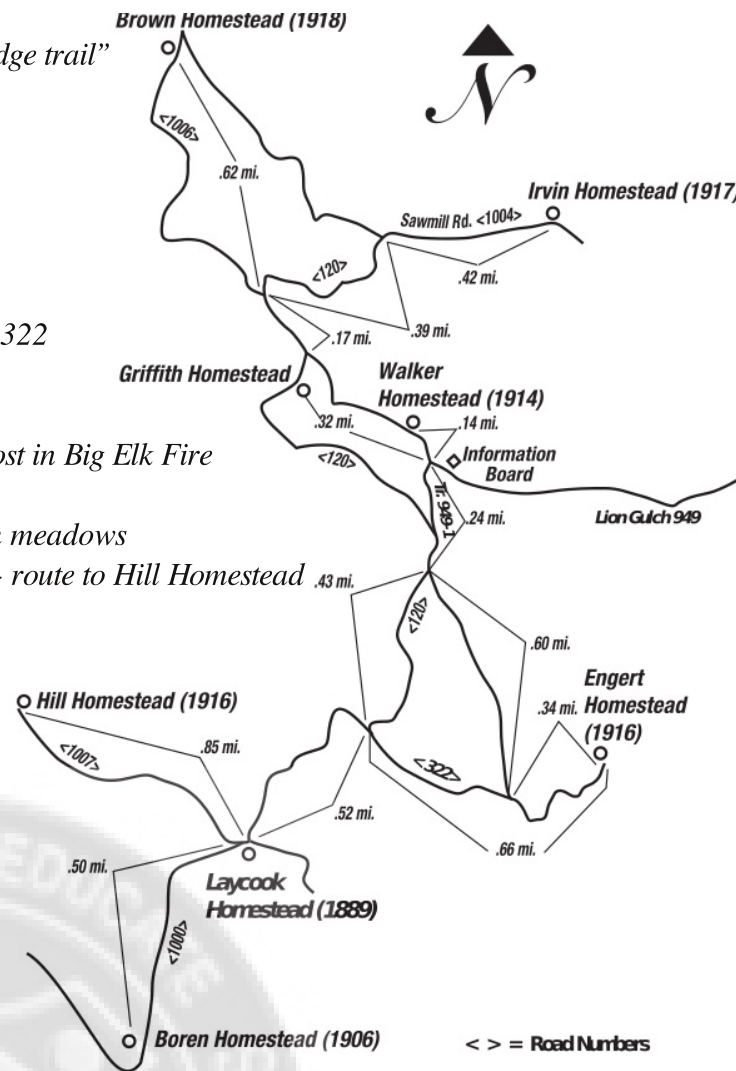 Brown Homestead (1918)
dge trail”
N
<1006>
.62 mi.
Irvin Homestead (1917)
Sawmill Rd. <1004>
<120>
.42 mi.
322
.17 mi.
.39 mi.
Griffith Homestead
Walker
Homestead (1914)
.32 mi.
.14 mi.
ost in Big Elk Fire
<120>
Information
Board
Tr. 949-1
.24 mi.
Lion Gulch 949
meadows
route to Hill Homestead
.43 mi.
<120>
.60 mi.
Engert
Homestead
(1916)
.34 mi.
Hill Homestead (1916)
<1007>
.85 mi.
<322>
.52 mi.
.66 mi.
.50 mi.
Laycook
Homestead (1889)
<1000>
Boren Homestead (1906)
< > = Road Numbers
EDUCATE